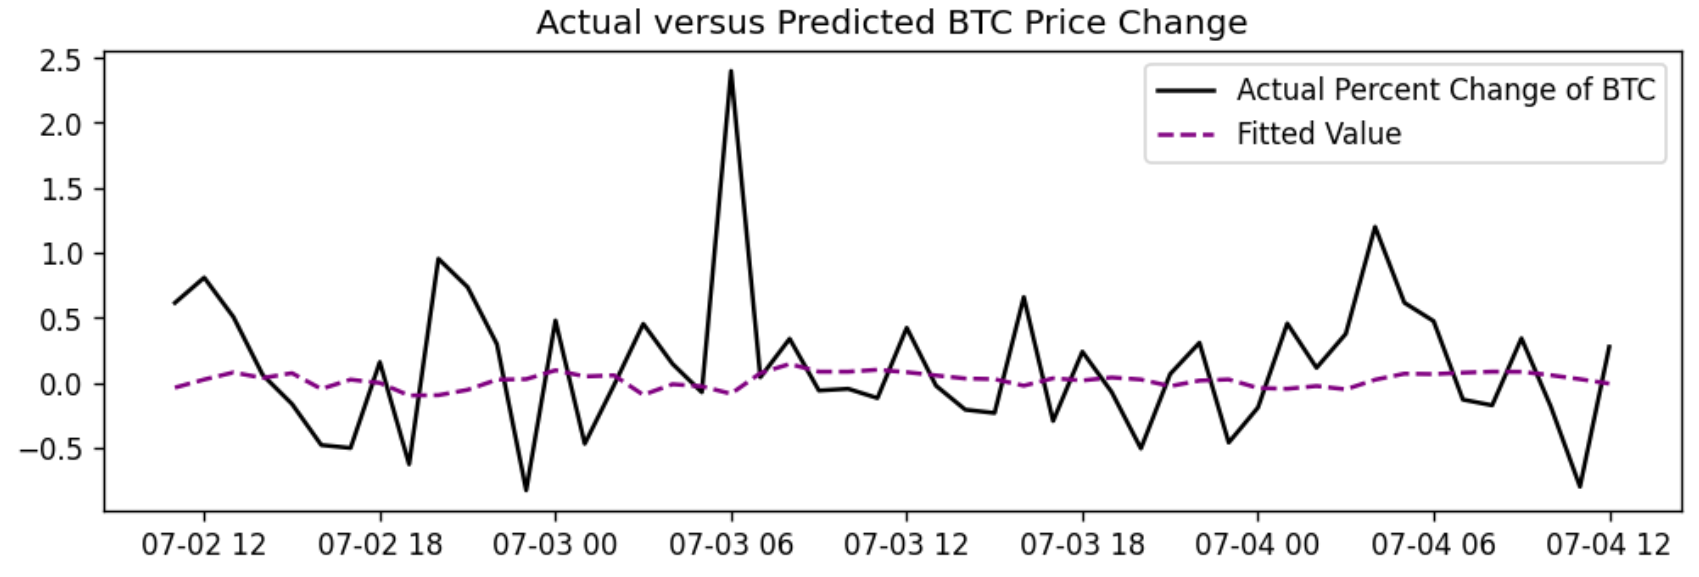 Actual versus Predicted BTC Price Change
Actual Percent Change of BTC
Fitted Value
2.5
2.0
1.5
1.0
0.5
0.0
−0.5
07-02 12 07-02 18 07-03 00 07-03 06 07-03 12 07-03 18 07-04 00 07-04 06 07-04 12